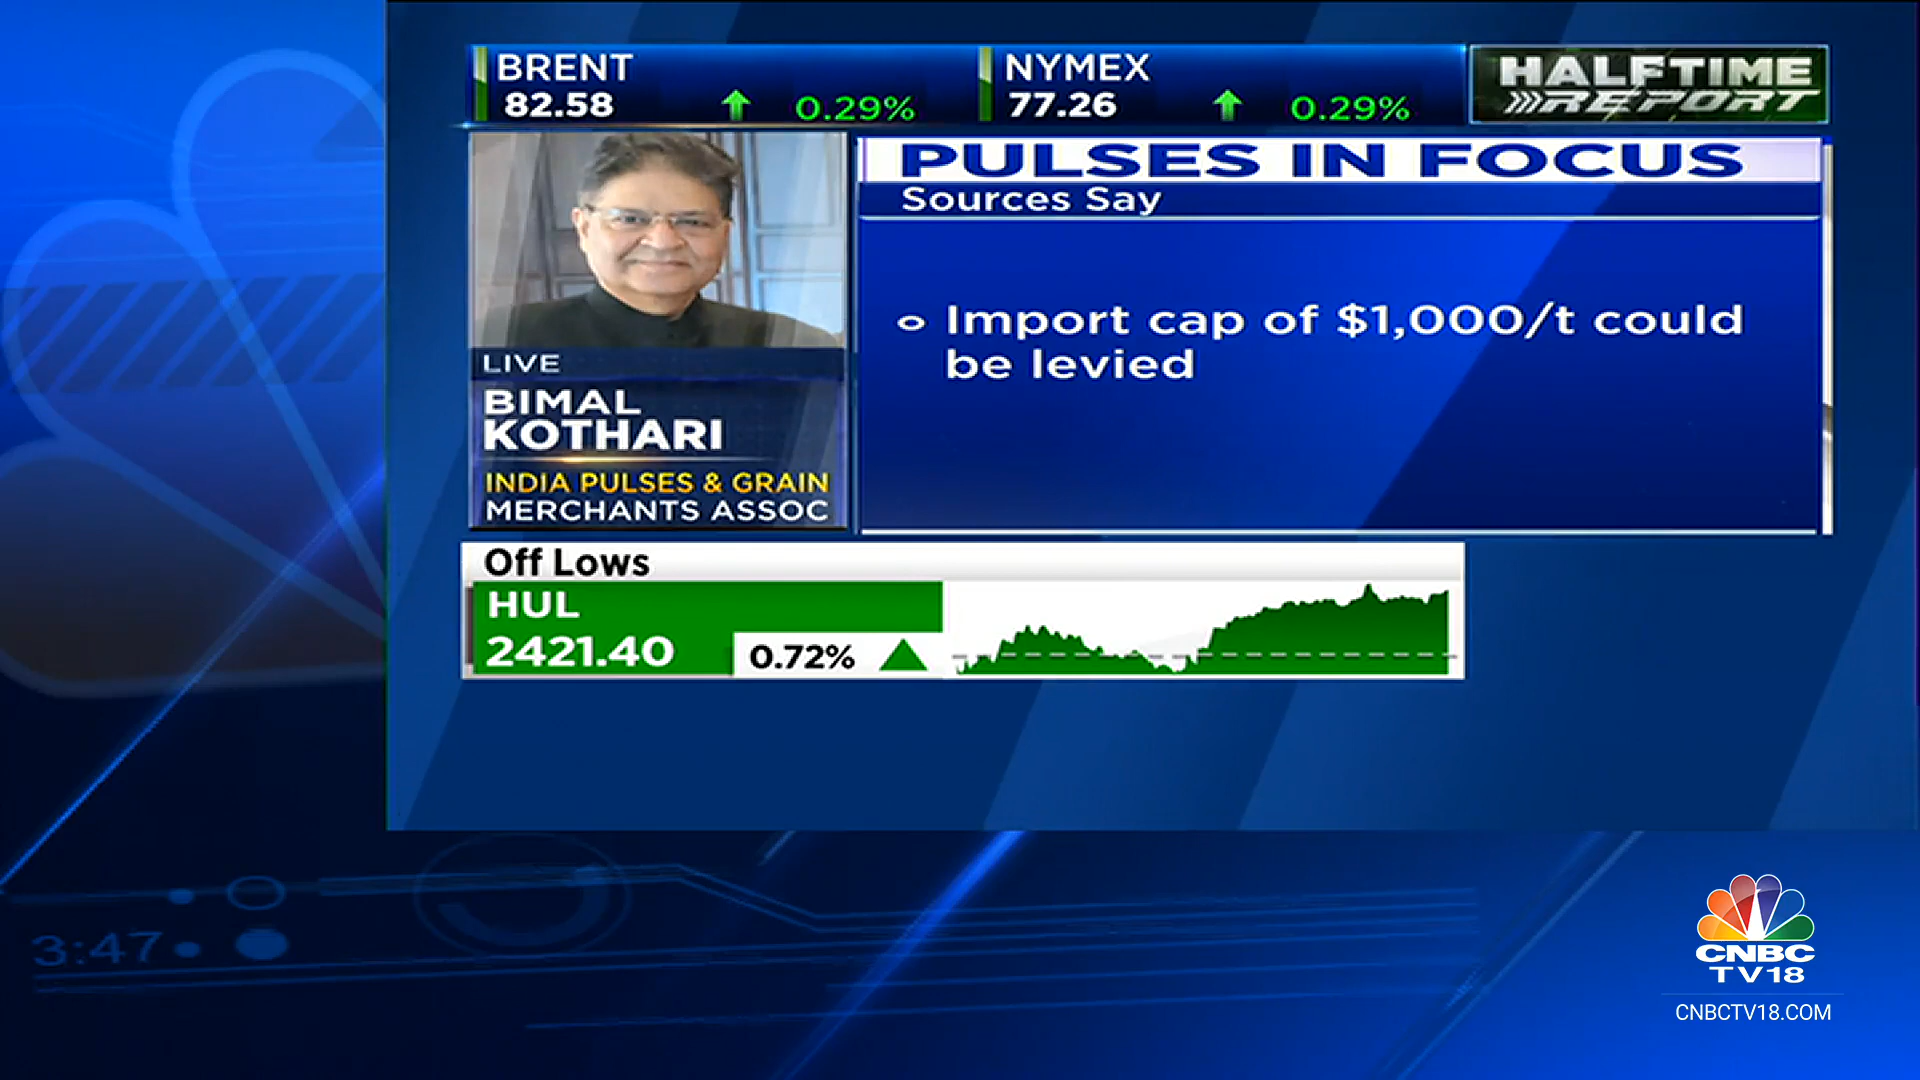 BRENT
82.58 0.29%
NYMEX
77.26 0.29%
HALFTIME
REPORT
LIVE
BIMAL
KOTHARI
INDIA PULSES & GRAIN
MERCHANTS ASSOC
PULSES IN FOCUS
Sources Say
Import cap of $1,000/t could
be levied
Off Lows
HUL
2421.40 0.72%
3:47
CNBC
TV18
CNBCTV18.COM